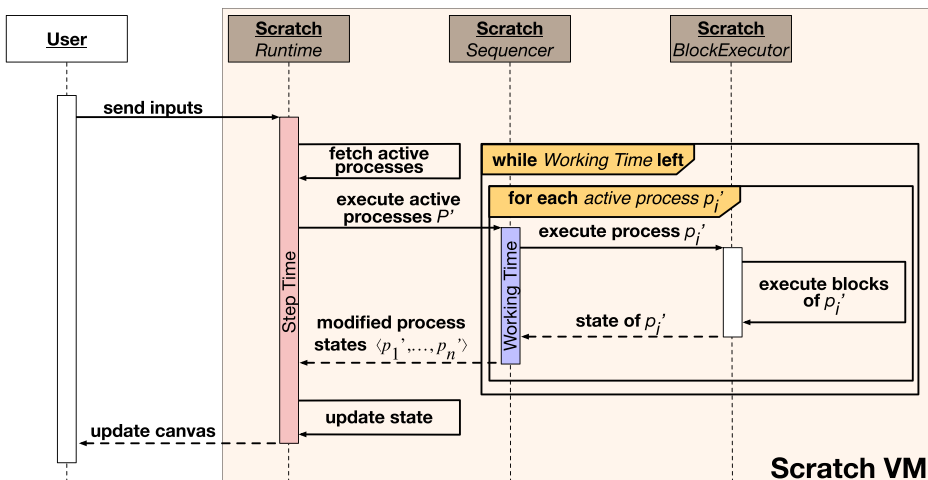 User
Scratch
Runtime
Scratch
Sequencer
Scratch
BlockExecutor
send inputs
fetch active
processes
while Working Time left
for each active process pᵢ’
execute active
processes P’
execute process pᵢ’
Step Time
Working Time
execute blocks
of pᵢ’
state of pᵢ’
modified process
states ⟨p₁’,…,pₙ’⟩
update state
update canvas
Scratch VM